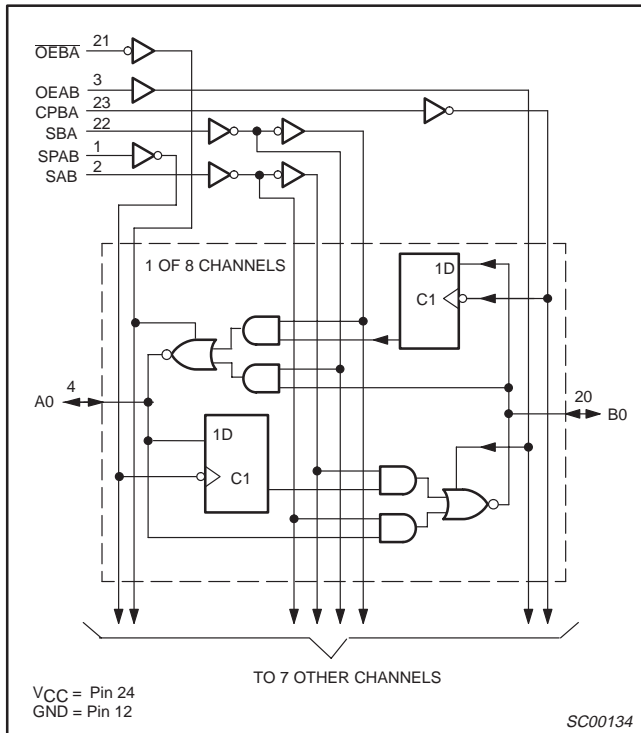 OEBA 21
OEAB 3
CPBA 23
SBA 22
SPAB 1
SAB 2
1 OF 8 CHANNELS
1D
C1
A0 4
20 B0
1D
C1
TO 7 OTHER CHANNELS
VCC = Pin 24
GND = Pin 12
SC00134